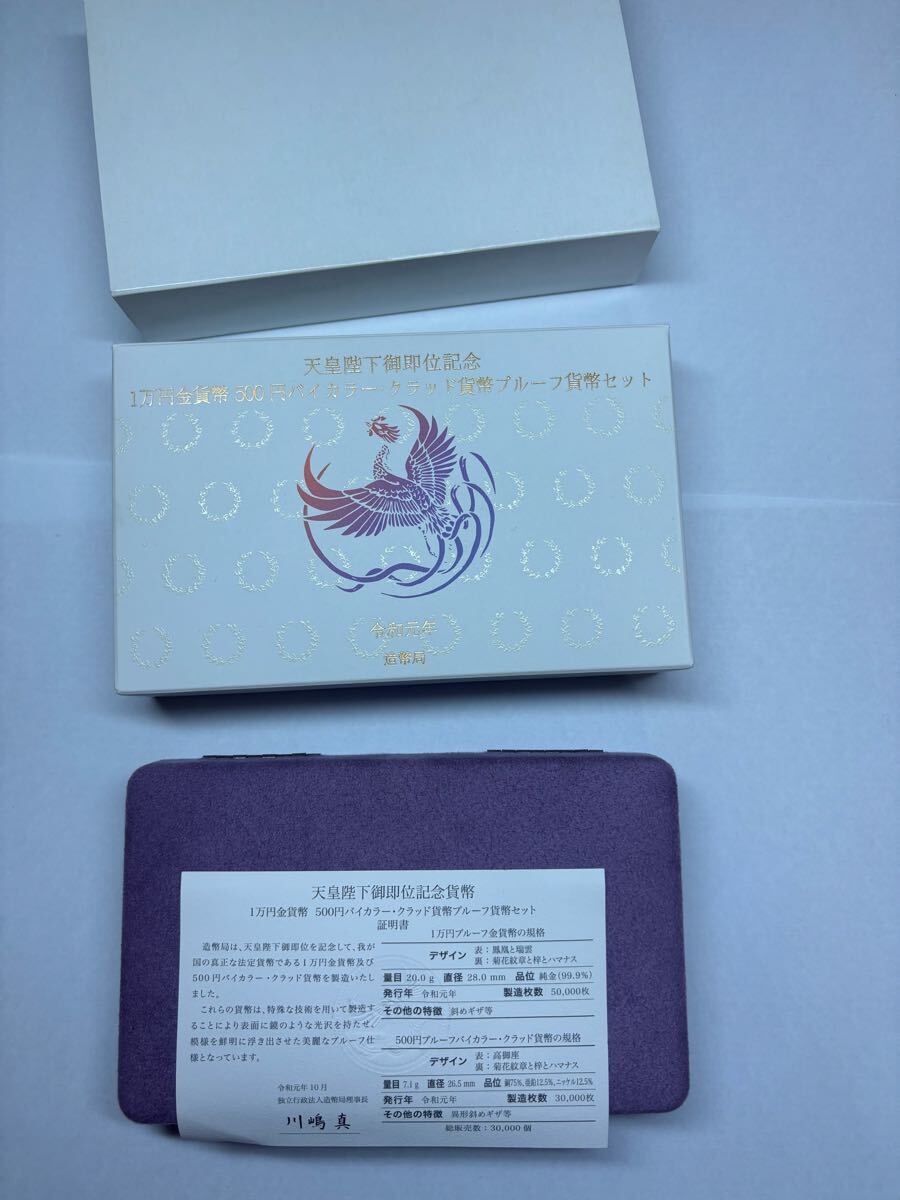 天皇陛下御即位記念
1万円金貨幣 500円バイカラー・クラッド貨幣プルーフ貨幣セット
令和元年
造幣局
天皇陛下御即位記念貨幣
1万円金貨幣 500円バイカラー・クラッド貨幣プルーフ貨幣セット
証明書
造幣局は、天皇陛下御即位を記念して、我が
国の真正な法定貨幣である1万円金貨幣及び
500円バイカラー・クラッド貨幣を製造いたし
ました。
これらの貨幣は、特殊な技術を用いて製造す
ることにより表面に鏡のような光沢を持たせ、
模様を鮮明に浮き出させた美麗なプルーフ仕
様となっています。
令和元年10月
独立行政法人造幣局理事長
川嶋 真
1万円プルーフ金貨幣の規格
デザイン 表:鳳凰と瑞雲
裏:菊花紋章と梓とハマナス
量目 20.0g 直径 28.0mm 品位 純金(99.9%)
発行年 令和元年 製造枚数 50,000枚
その他の特徴 斜めギザ等
500円プルーフバイカラー・クラッド貨幣の規格
デザイン 表:高御座
裏:菊花紋章と梓とハマナス
量目 7.1g 直径 26.5mm 品位 銅75%、亜鉛12.5%、ニッケル12.5%
発行年 令和元年 製造枚数 30,000枚
その他の特徴 異形斜めギザ等
総販売数:30,000個